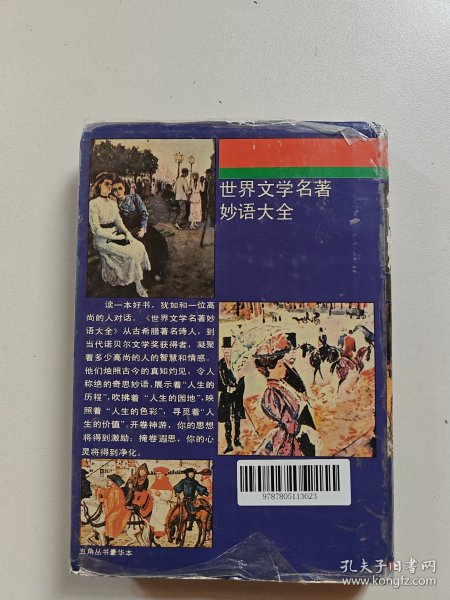 世界文学名著
妙语大全
读一本好书，犹如和一位高
尚的人对话，《世界文学名著妙
语大全》从古希腊著名诗人，到
当代诺贝尔文学奖获得者，凝聚
着多少高尚的人的智慧和情感。
他们烛照古今的真如灼见，令人
称绝的奇思妙语，展示着“人生的
历程”，吹拂着“人生的园地”，映
照着“人生的色彩”，寻觅着“人
生的价值”；开卷神游，你的思想
将得到激励；掩卷遐思，你的心
灵将得到净化。
9787805113623
五角丛书豪华本
孔夫子旧书网
www.kongfz.com